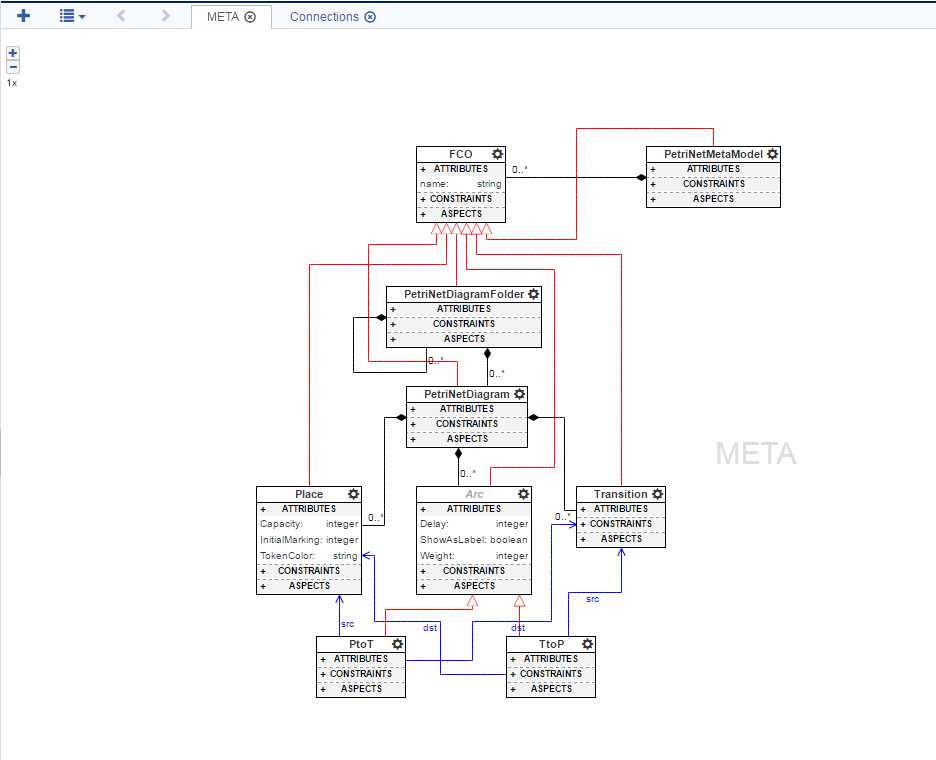 META
Connections
1x
FCO
+ ATTRIBUTES
name: string
+ CONSTRAINTS
+ ASPECTS
0..*
PetriNetMetaModel
+ ATTRIBUTES
+ CONSTRAINTS
+ ASPECTS
PetriNetDiagramFolder
+ ATTRIBUTES
+ CONSTRAINTS
+ ASPECTS
0..*
0..*
PetriNetDiagram
+ ATTRIBUTES
+ CONSTRAINTS
+ ASPECTS
META
0..*
Place
+ ATTRIBUTES
Capacity: integer
InitialMarking: integer
TokenColor: string
+ CONSTRAINTS
+ ASPECTS
0..*
Arc
+ ATTRIBUTES
Delay: integer
ShowAsLabel: boolean
Weight: integer
+ CONSTRAINTS
+ ASPECTS
0..*
Transition
+ ATTRIBUTES
+ CONSTRAINTS
+ ASPECTS
src
src
dst
dst
PtoT
+ ATTRIBUTES
+ CONSTRAINTS
+ ASPECTS
TtoP
+ ATTRIBUTES
+ CONSTRAINTS
+ ASPECTS